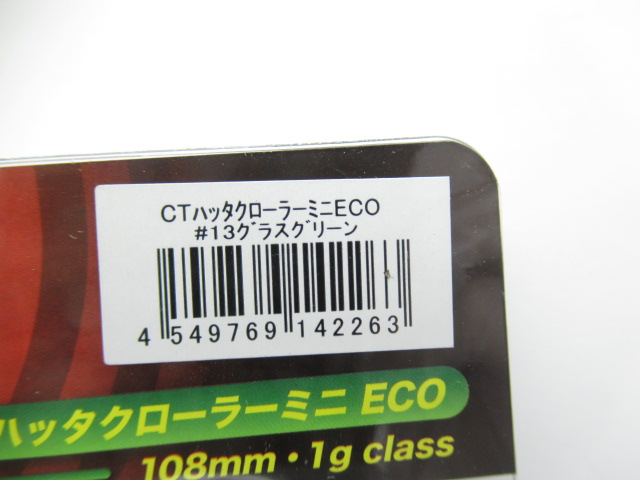 CTハッタクローラーミニECO
#13グラスグリーン
4 549769 142263
ハッタクローラーミニ ECO
108mm・1g class